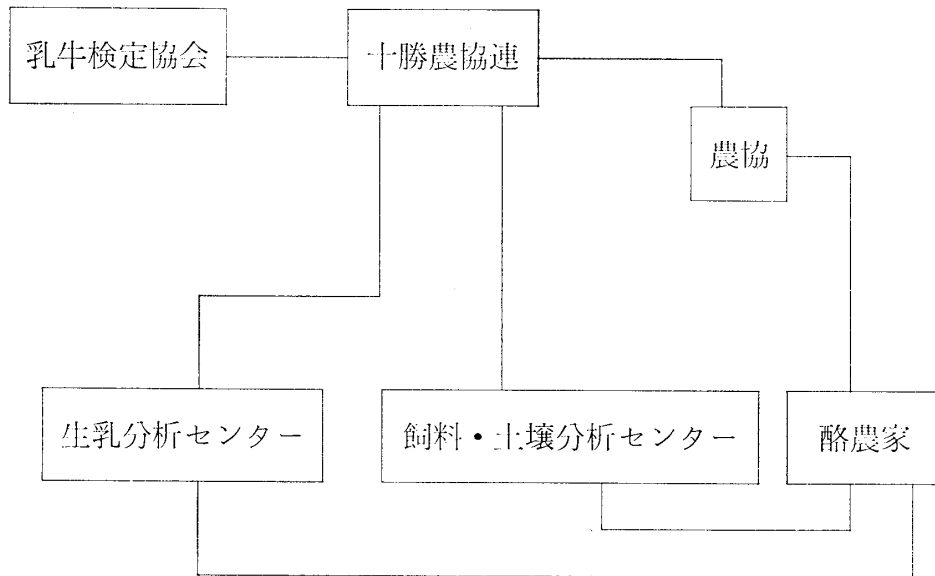 乳牛検定協会
十勝農協連
農協
生乳分析センター
飼料・土壌分析センター
酪農家